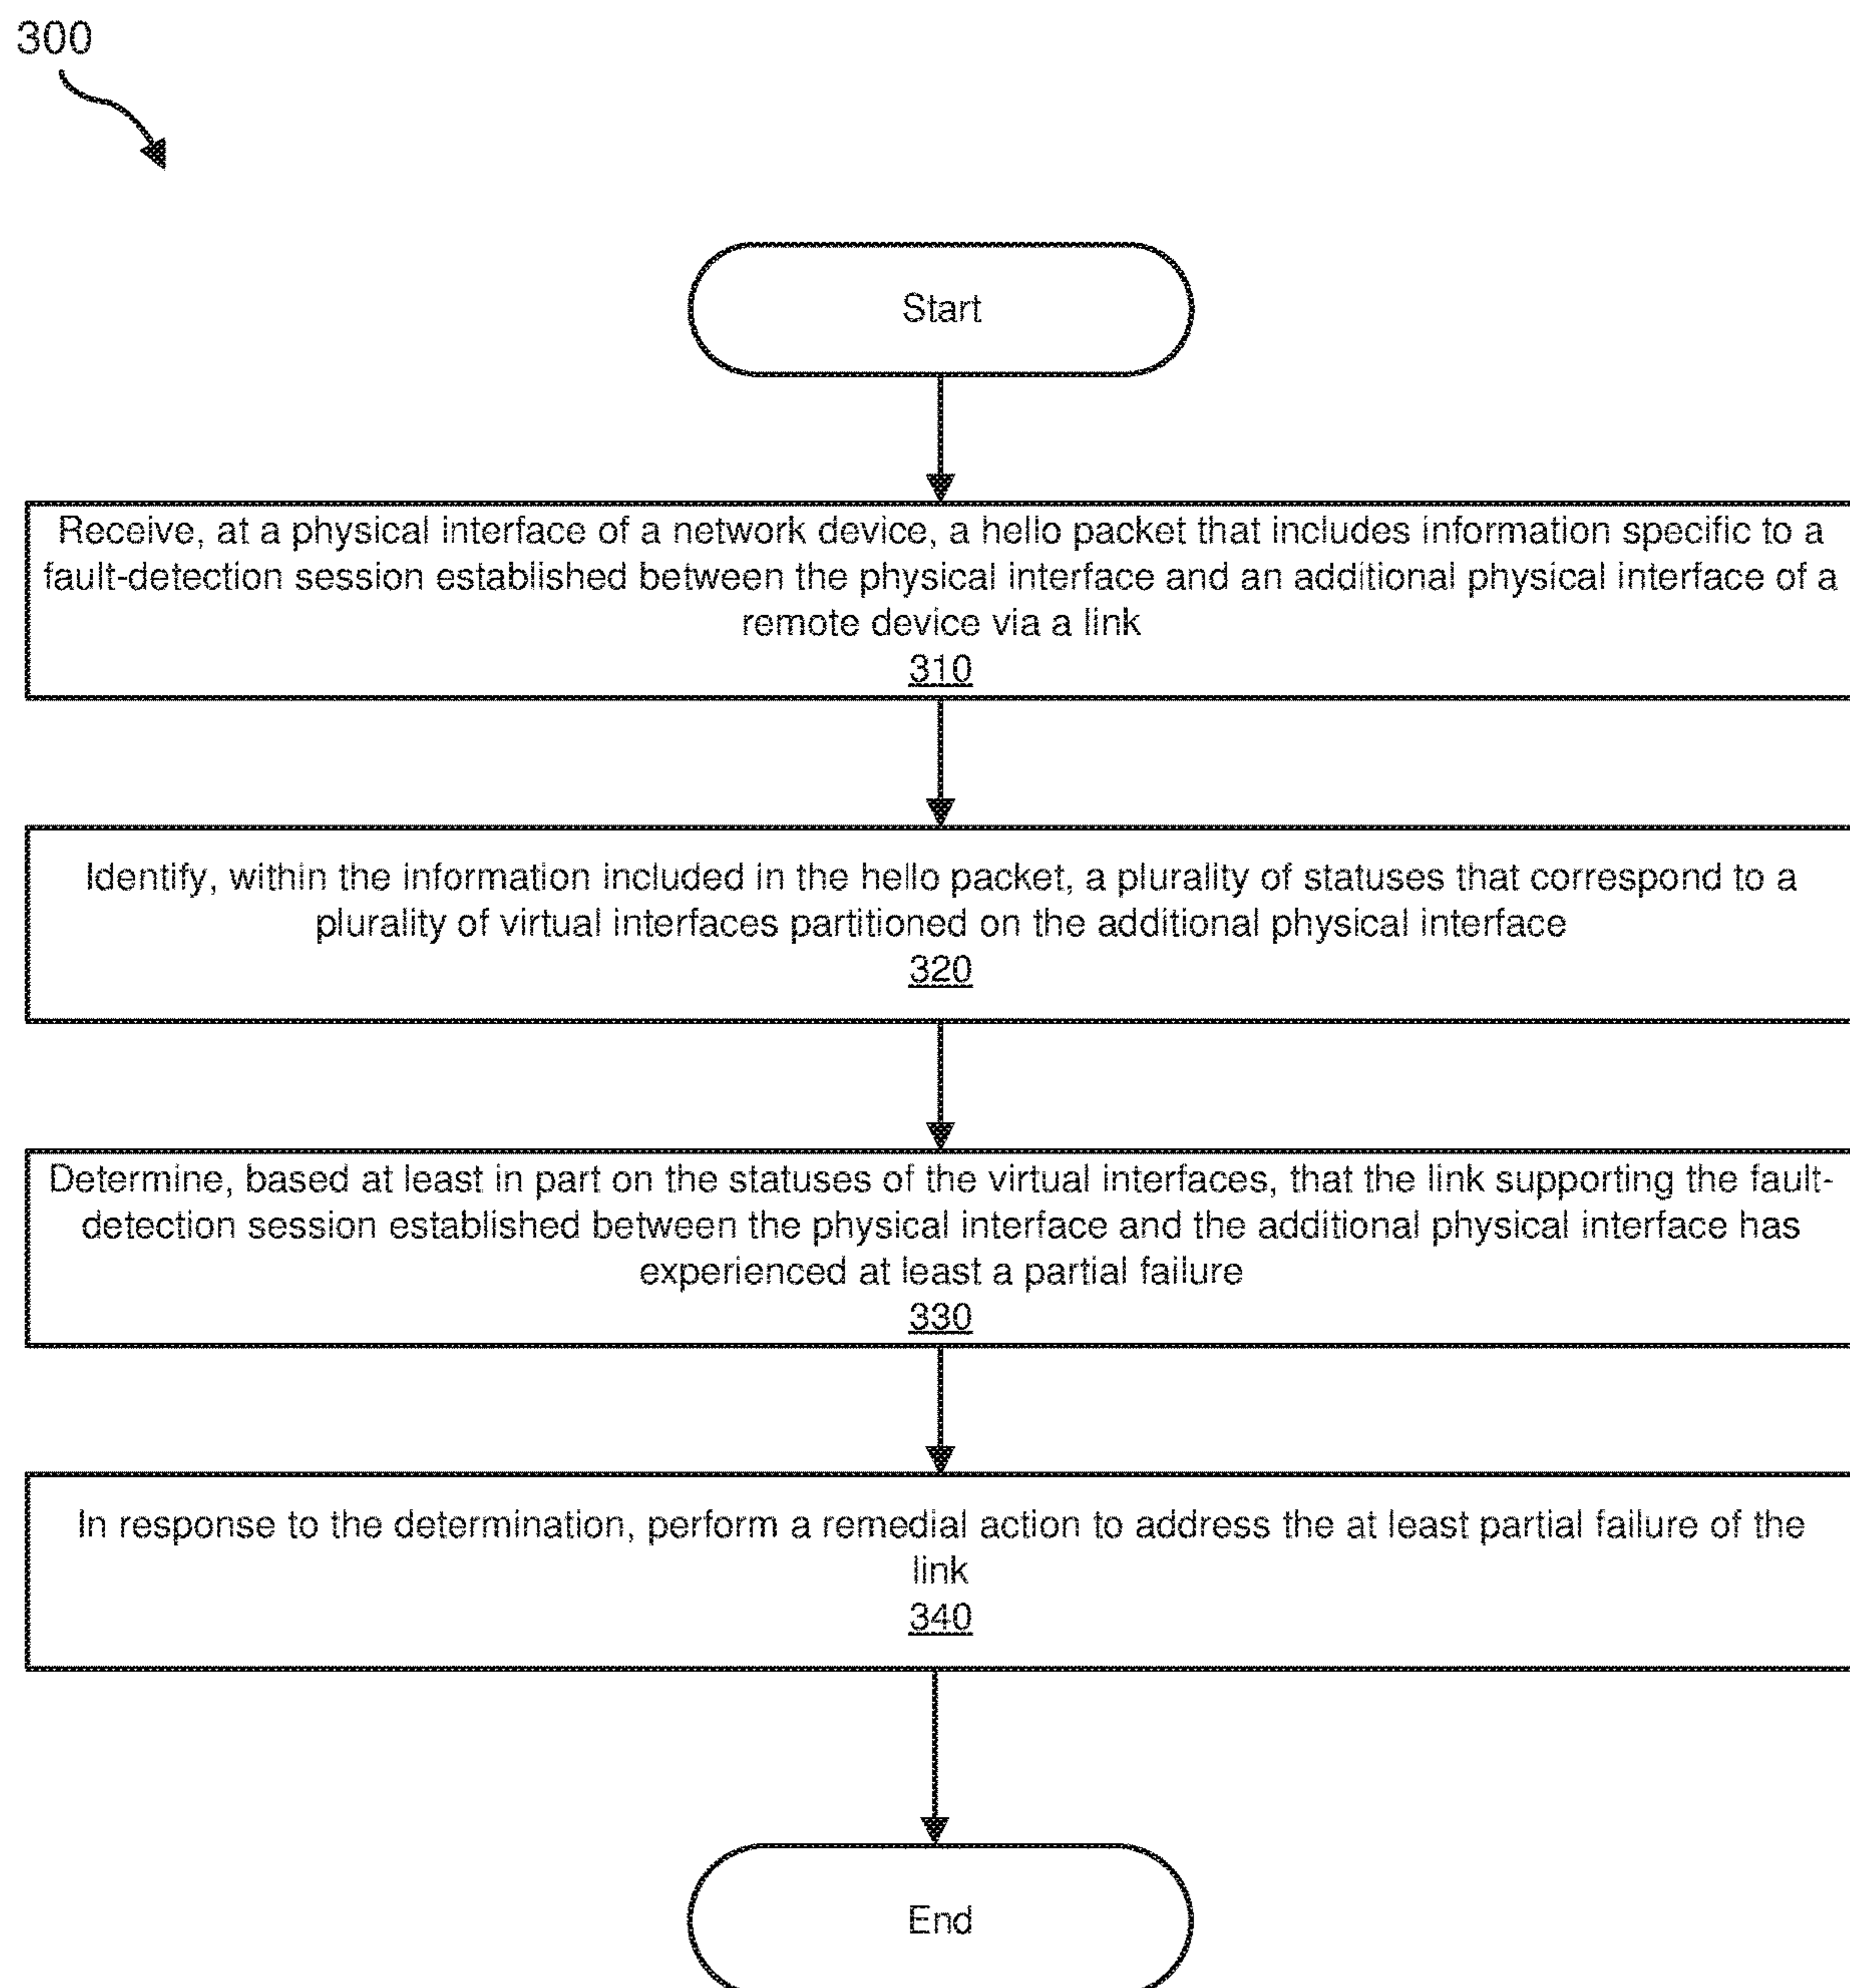 300
Start
Receive, at a physical interface of a network device, a hello packet that includes information specific to a
fault-detection session established between the physical interface and an additional physical interface of a
remote device via a link
310
Identify, within the information included in the hello packet, a plurality of statuses that correspond to a
plurality of virtual interfaces partitioned on the additional physical interface
320
Determine, based at least in part on the statuses of the virtual interfaces, that the link supporting the fault-
detection session established between the physical interface and the additional physical interface has
experienced at least a partial failure
330
In response to the determination, perform a remedial action to address the at least partial failure of the
link
340
End